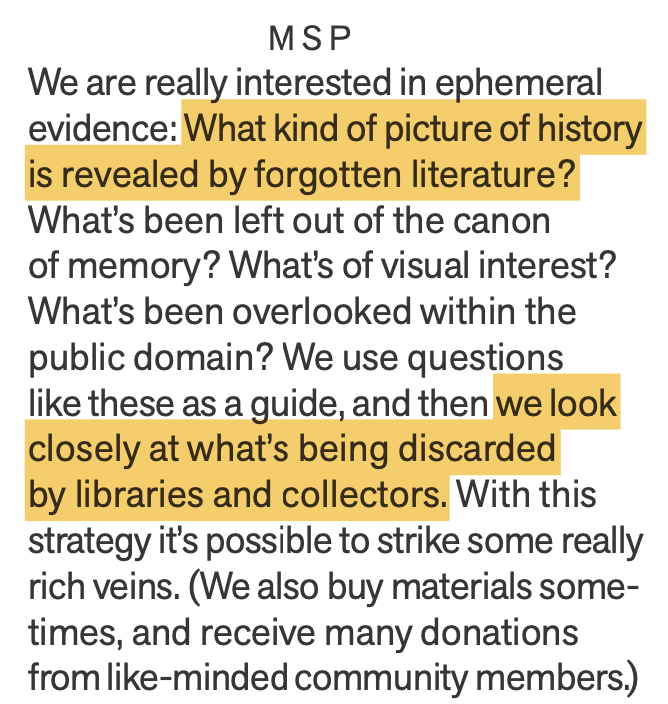 MSP
We are really interested in ephemeral
evidence: What kind of picture of history
is revealed by forgotten literature?
What’s been left out of the canon
of memory? What’s of visual interest?
What’s been overlooked within the
public domain? We use questions
like these as a guide, and then we look
closely at what’s being discarded
by libraries and collectors. With this
strategy it’s possible to strike some really
rich veins. (We also buy materials some-
times, and receive many donations
from like-minded community members.)